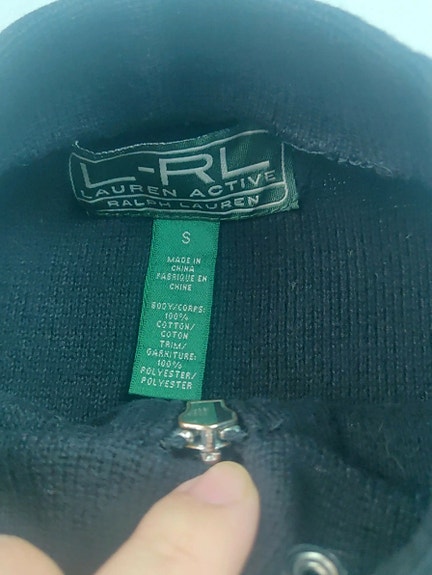 L-RL
LAUREN ACTIVE
RALPH LAUREN
S
MADE IN
CHINA
FABRIQUE EN
CHINE
BODY/CORPS:
100%
COTTON/
COTON
TRIM/
GARNITURE:
100%
POLYESTER/
POLYESTER